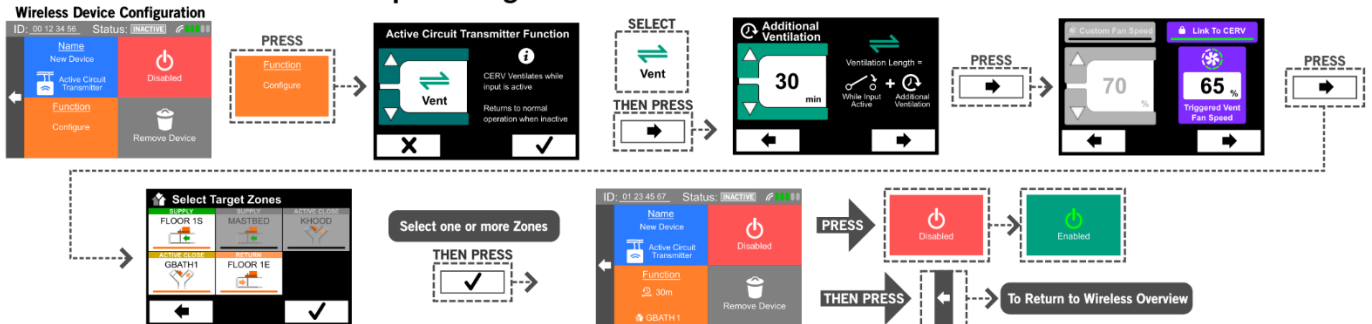 Wireless Device Configuration
ID: 00 12 34 56 Status: INACTIVE
Name
New Device
Active Circuit
Transmitter
Disabled
Function
Configure
Remove Device
PRESS
Function
Configure
Active Circuit Transmitter Function
Vent
CERV Ventilates while
input is active
Returns to normal
operation when inactive
SELECT
Vent
THEN PRESS
Additional
Ventilation
30
min
Ventilation Length =
+
While Input
Active
Additional
Ventilation
PRESS
Custom Fan Speed
70
%
Link To CERV
65 %
Triggered Vent
Fan Speed
PRESS
Select Target Zones
SUPPLY
FLOOR 1S
SUPPLY
MASTBED
ACTIVE CLOSE
KHOOD
ACTIVE CLOSE
GBATH1
RETURN
FLOOR 1E
Select one or more Zones
THEN PRESS
ID: 01 23 45 67 Status: INACTIVE
Name
New Device
Active Circuit
Transmitter
Disabled
Function
30m
GBATH1
Remove Device
PRESS
Disabled
Enabled
THEN PRESS
To Return to Wireless Overview